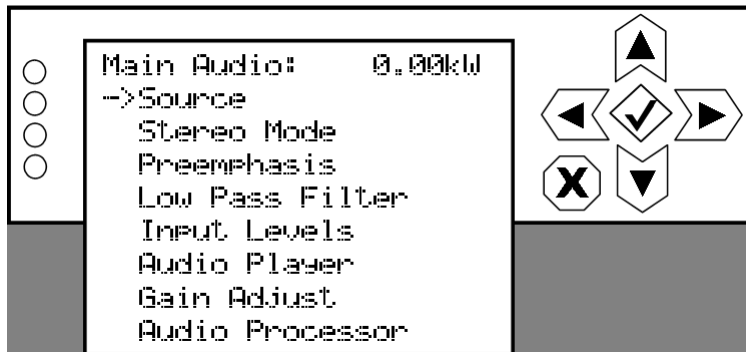 Main Audio: 0.00kW
->Source
Stereo Mode
Preemphasis
Low Pass Filter
Input Levels
Audio Player
Gain Adjust
Audio Processor
X